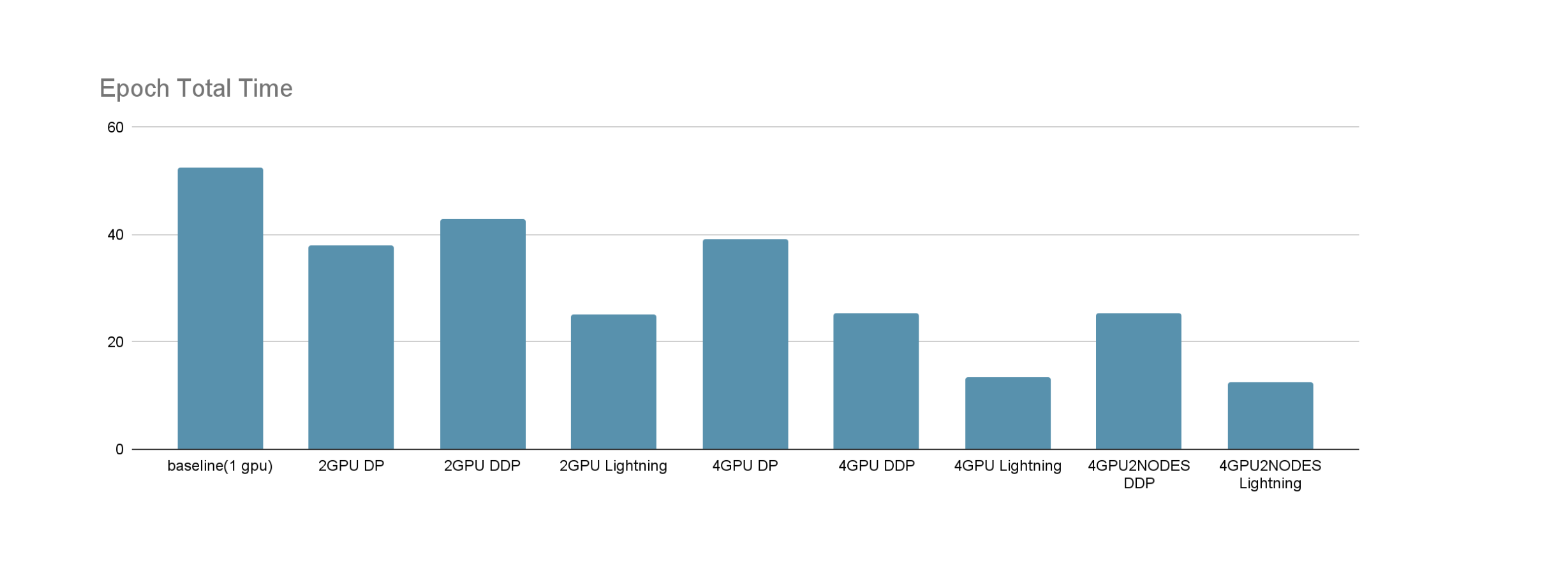 Epoch Total Time
60
40
20
0
baseline(1 gpu)
2GPU DP
2GPU DDP
2GPU Lightning
4GPU DP
4GPU DDP
4GPU Lightning
4GPU2NODES
DDP
4GPU2NODES
Lightning